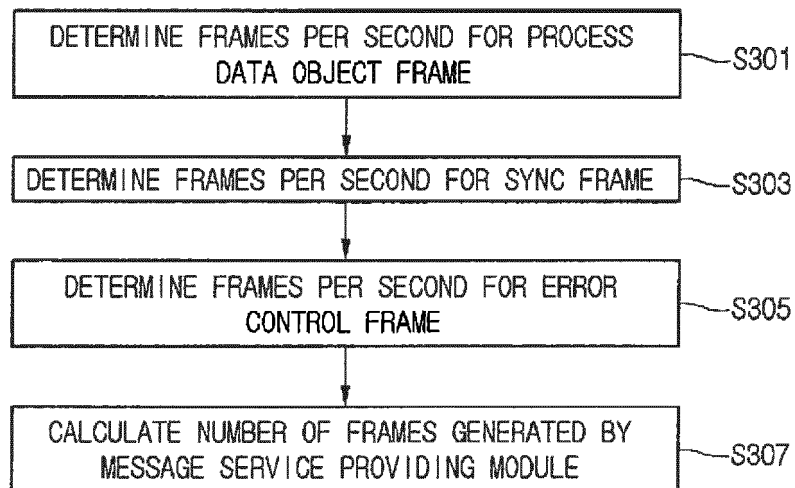 DETERMINE FRAMES PER SECOND FOR PROCESS
DATA OBJECT FRAME
S301
DETERMINE FRAMES PER SECOND FOR SYNC FRAME
S303
DETERMINE FRAMES PER SECOND FOR ERROR
CONTROL FRAME
S305
CALCULATE NUMBER OF FRAMES GENERATED BY
MESSAGE SERVICE PROVIDING MODULE
S307